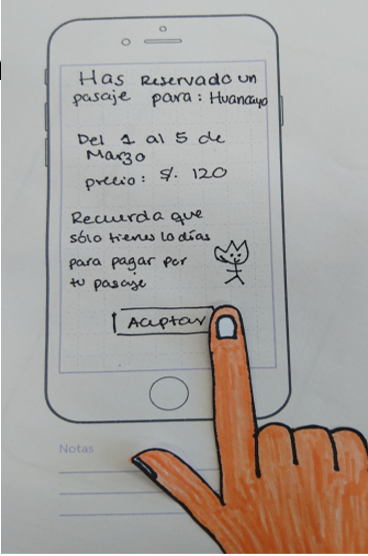 Has Reservado un
pasaje para: Huancayo
Del 1 al 5 de
Marzo
precio: S/. 120
Recuerda que
sólo tienes 10 días
para pagar por
tu pasaje
Aceptar
Notas